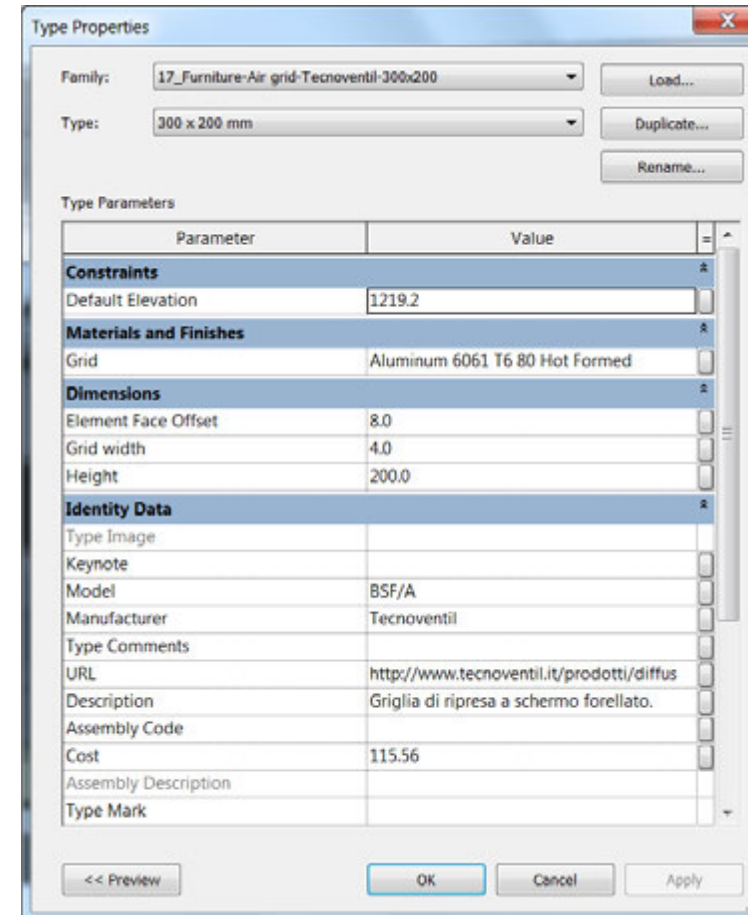 Type Properties
Family: 17_Furniture-Air grid-Tecnoventil-300x200 Load...
Type: 300 x 200 mm Duplicate...
Rename...
Type Parameters
Parameter Value =
Constraints
Default Elevation 1219.2
Materials and Finishes
Grid Aluminum 6061 T6 80 Hot Formed
Dimensions
Element Face Offset 8.0
Grid width 4.0
Height 200.0
Identity Data
Type Image
Keynote
Model BSF/A
Manufacturer Tecnoventil
Type Comments
URL http://www.tecnoventil.it/prodotti/diffus
Description Griglia di ripresa a schermo forellato.
Assembly Code
Cost 115.56
Assembly Description
Type Mark
<< Preview OK Cancel Apply